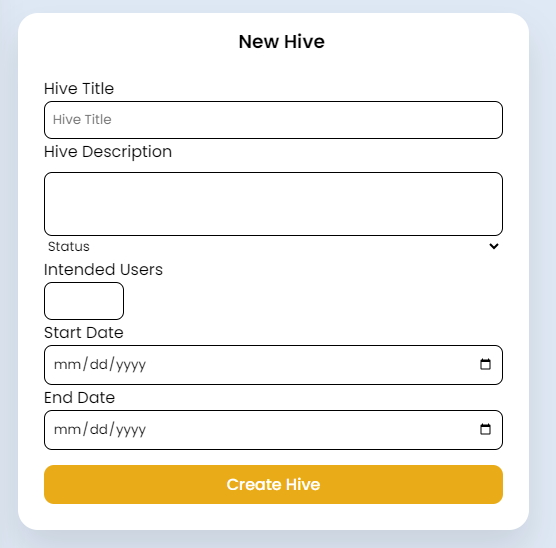 New Hive
Hive Title
Hive Title
Hive Description
Status
Intended Users
Start Date
mm/dd/yyyy
End Date
mm/dd/yyyy
Create Hive